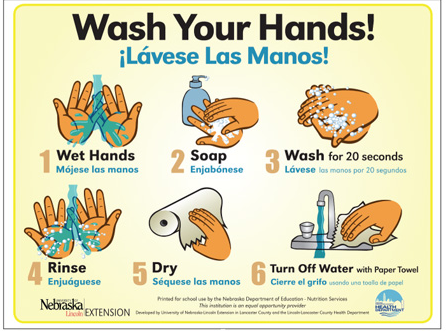 Wash Your Hands!
¡Lávese Las Manos!
1 Wet Hands
Mójese las manos
2 Soap
Enjabónese
3 Wash for 20 seconds
Lávese las manos por 20 segundos
4 Rinse
Enjuáguese
5 Dry
Séquese las manos
6 Turn Off Water with Paper Towel
Cierre el grifo usando una toalla de papel
Nebraska
Lincoln EXTENSION
Printed for school use by the Nebraska Department of Education - Nutrition Services
This institution is an equal opportunity provider
Developed by University of Nebraska-Lincoln Extension in Lancaster County and the Lincoln-Lancaster County Health Department
HEALTH
DEPARTMENT